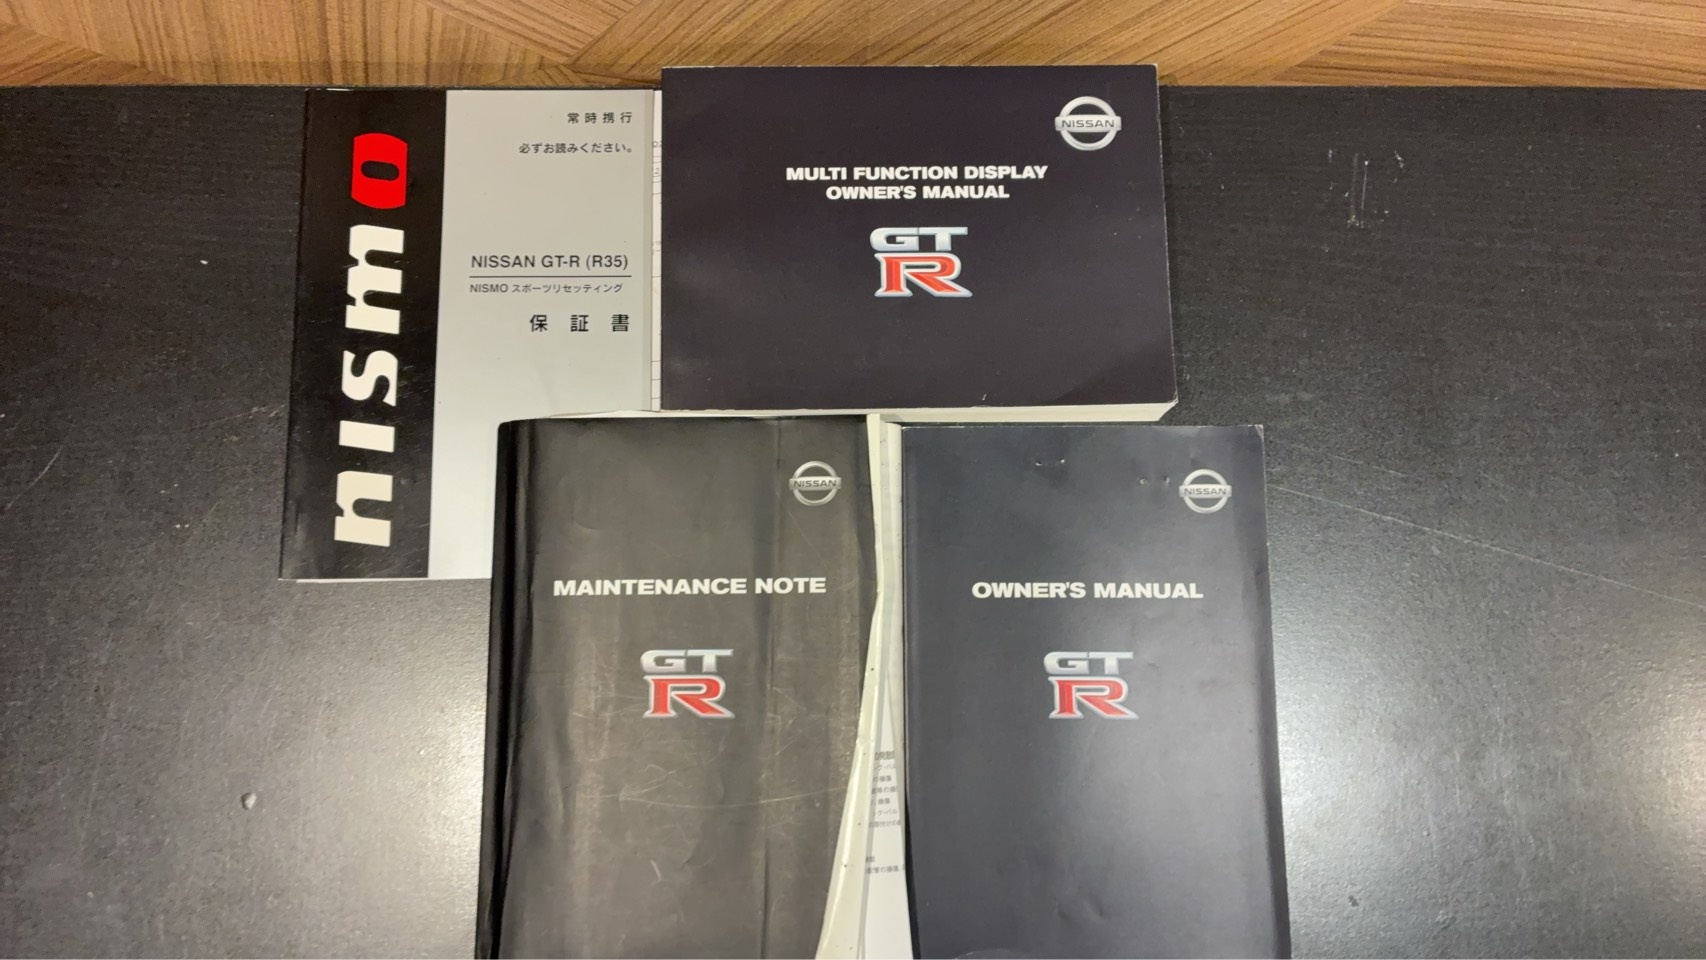 nismo
常時携行
必ずお読みください。
NISSAN GT-R (R35)
NISMO スポーツリセッティング
保証書
NISSAN
MULTI FUNCTION DISPLAY
OWNER'S MANUAL
GT
R
NISSAN
MAINTENANCE NOTE
GT
R
NISSAN
OWNER'S MANUAL
GT
R